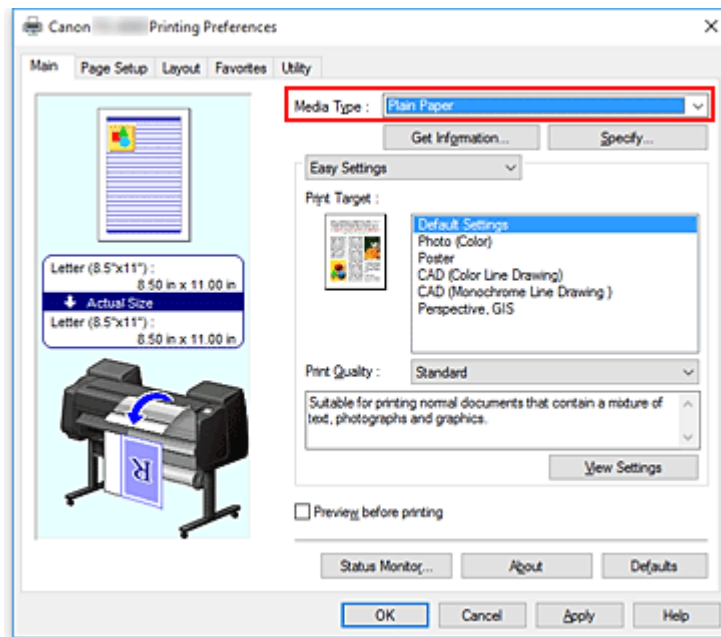 Canon Printing Preferences
Main Page Setup Layout Favorites Utility
Media Type : Plain Paper
Get Information... Specify...
Easy Settings
Print Target :
Default Settings
Photo (Color)
Poster
CAD (Color Line Drawing)
CAD (Monochrome Line Drawing )
Perspective, GIS
Letter (8.5"x11") :
8.50 in x 11.00 in
Actual Size
Letter (8.5"x11") :
8.50 in x 11.00 in
R
Print Quality : Standard
Suitable for printing normal documents that contain a mixture of
text, photographs and graphics.
View Settings
Preview before printing
Status Monitor... About Defaults
OK Cancel Apply Help